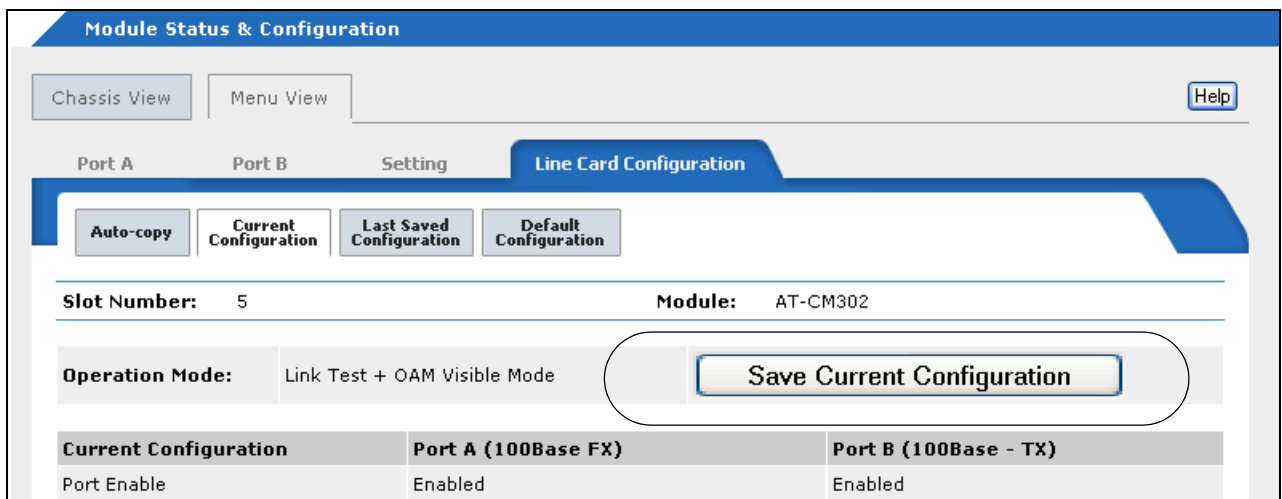 Module Status & Configuration
Chassis View Menu View Help
Port A Port B Setting Line Card Configuration
Auto-copy Current Configuration Last Saved Configuration Default Configuration
Slot Number: 5 Module: AT-CM302
Operation Mode: Link Test + OAM Visible Mode Save Current Configuration
Current Configuration Port A (100Base FX) Port B (100Base - TX)
Port Enable Enabled Enabled